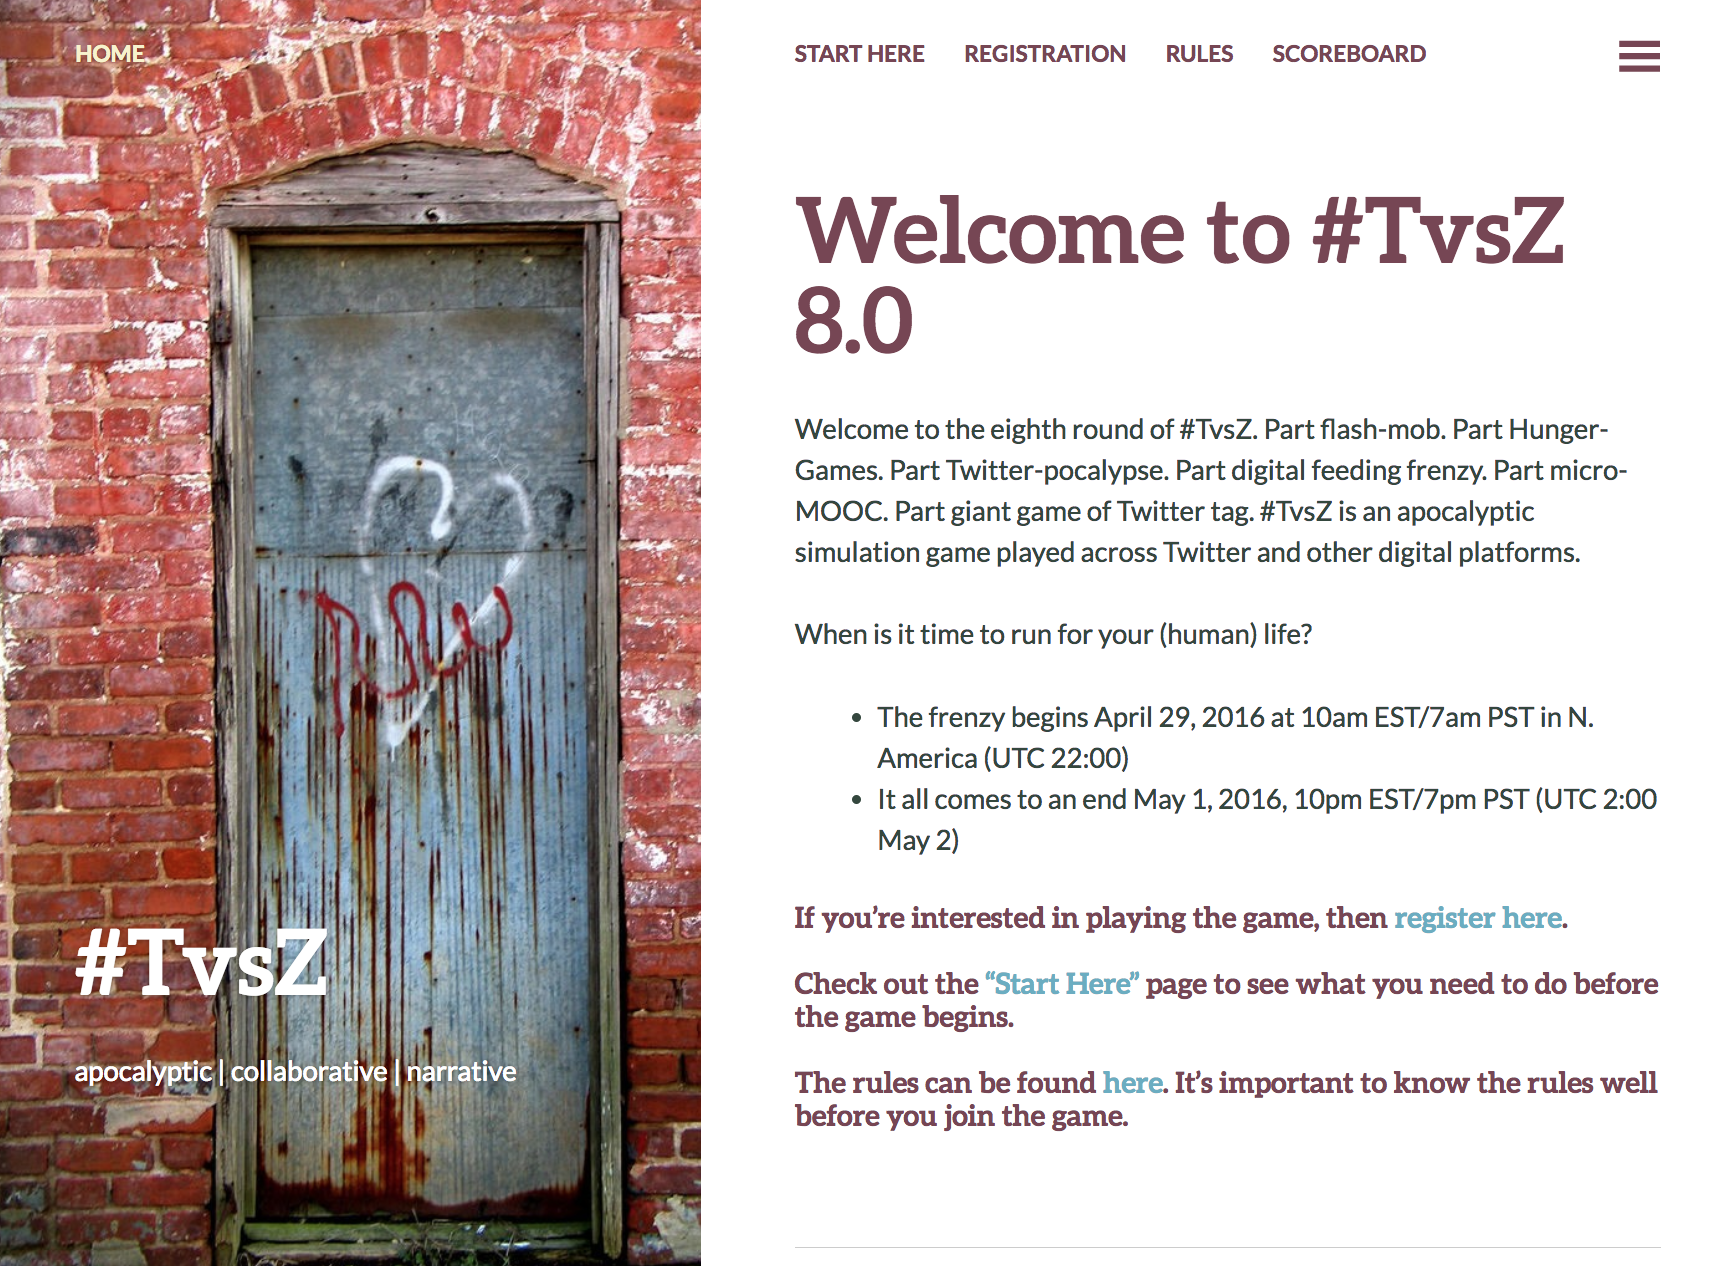 HOME
START HERE REGISTRATION RULES SCOREBOARD
Welcome to #TvsZ
8.0
Welcome to the eighth round of #TvsZ. Part flash-mob. Part Hunger-
Games. Part Twitter-pocalypse. Part digital feeding frenzy. Part micro-
MOOC. Part giant game of Twitter tag. #TvsZ is an apocalyptic
simulation game played across Twitter and other digital platforms.
When is it time to run for your (human) life?
• The frenzy begins April 29, 2016 at 10am EST/7am PST in N.
America (UTC 22:00)
• It all comes to an end May 1, 2016, 10pm EST/7pm PST (UTC 2:00
May 2)
If you’re interested in playing the game, then register here.
Check out the “Start Here” page to see what you need to do before
the game begins.
The rules can be found here. It’s important to know the rules well
before you join the game.
#TvsZ
apocalyptic | collaborative | narrative